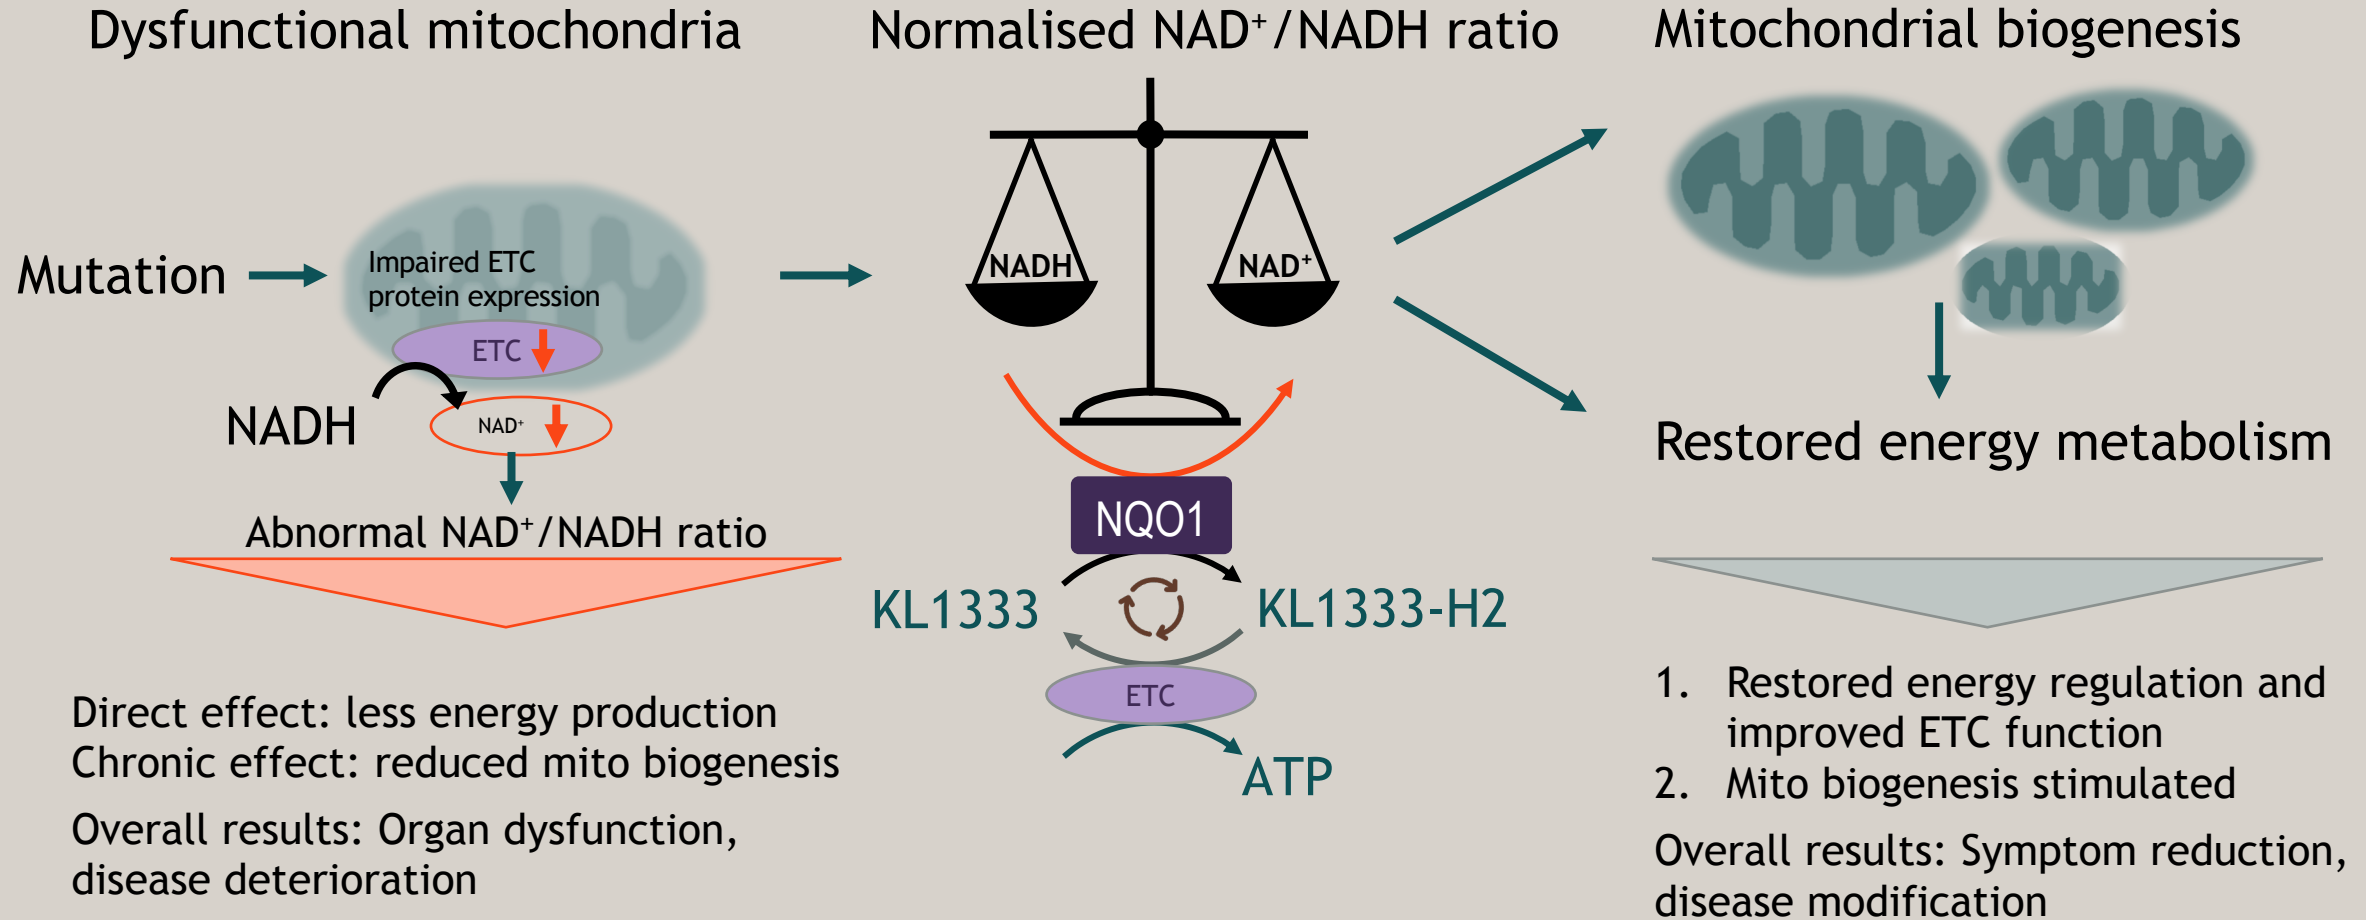 Dysfunctional mitochondria
Mutation
Impaired ETC
protein expression
ETC
NADH
NAD⁺
Abnormal NAD⁺/NADH ratio
Direct effect: less energy production
Chronic effect: reduced mito biogenesis
Overall results: Organ dysfunction,
disease deterioration
Normalised NAD⁺/NADH ratio
NADH
NAD⁺
NQO1
KL1333
KL1333-H2
ETC
ATP
Mitochondrial biogenesis
Restored energy metabolism
1. Restored energy regulation and
improved ETC function
2. Mito biogenesis stimulated
Overall results: Symptom reduction,
disease modification